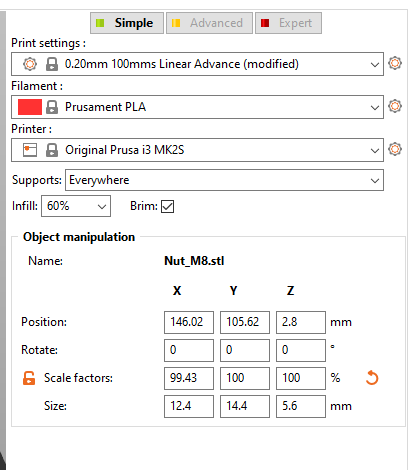 Simple Advanced Expert
Print settings :
0.20mm 100mms Linear Advance (modified)
Filament :
Prusament PLA
Printer :
Original Prusa i3 MK2S
Supports: Everywhere
Infill: 60% Brim:
Object manipulation
Name: Nut_M8.stl
X Y Z
Position: 146.02 105.62 2.8 mm
Rotate: 0 0 0 °
Scale factors: 99.43 100 100 %
Size: 12.4 14.4 5.6 mm